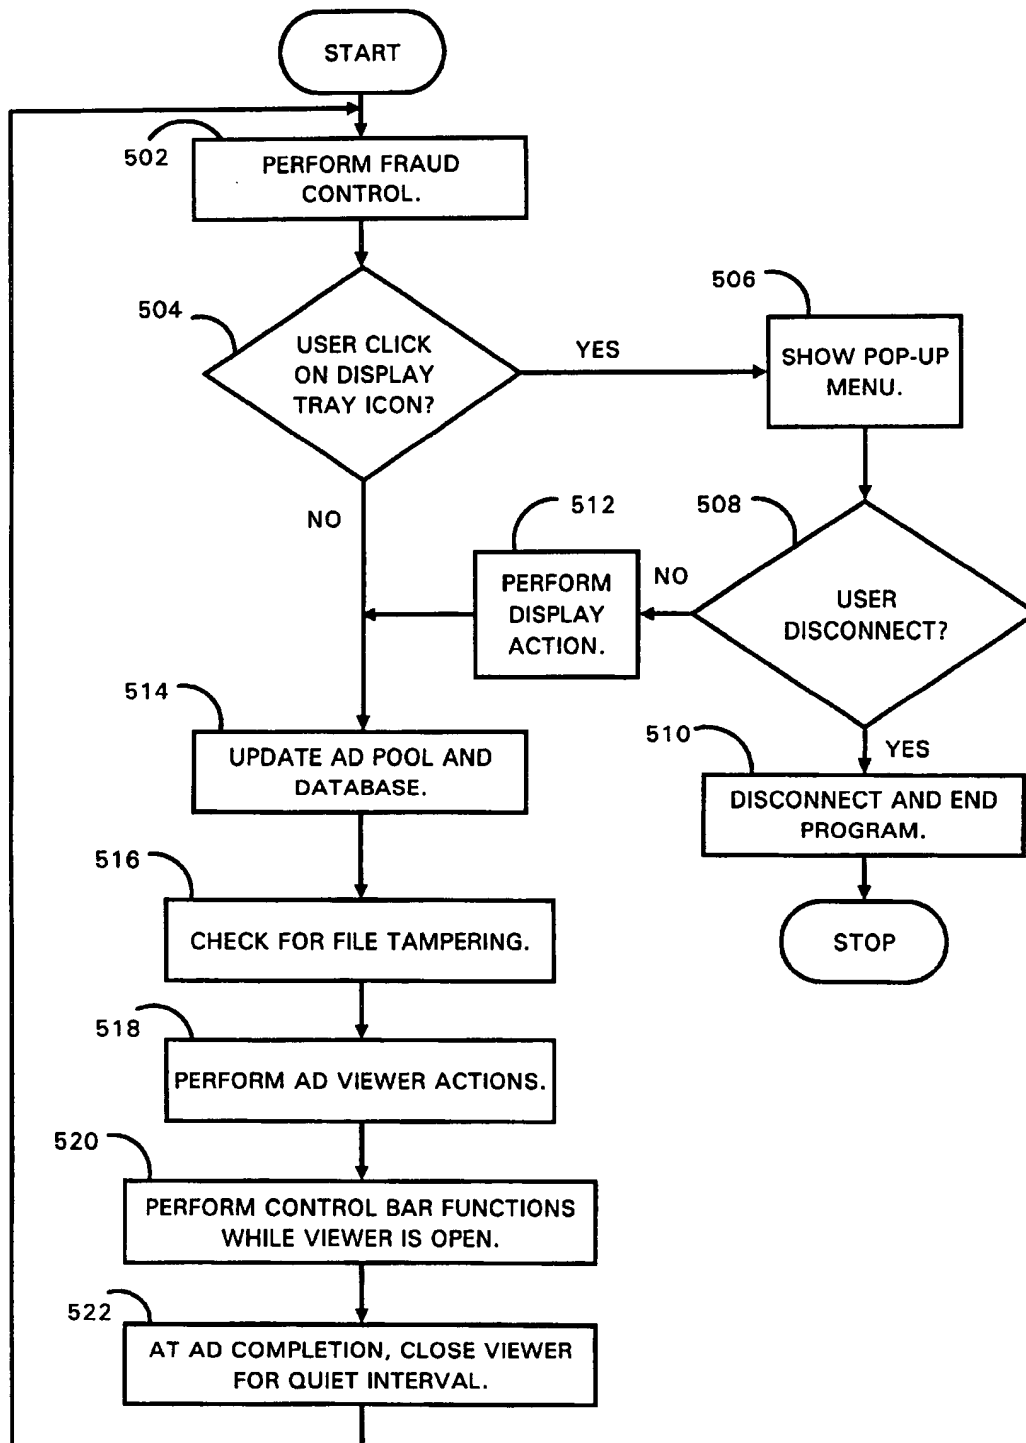 START
502
PERFORM FRAUD
CONTROL.
504
USER CLICK
ON DISPLAY
TRAY ICON?
YES
506
SHOW POP-UP
MENU.
NO
508
USER
DISCONNECT?
NO
512
PERFORM
DISPLAY
ACTION.
YES
510
DISCONNECT AND END
PROGRAM.
STOP
514
UPDATE AD POOL AND
DATABASE.
516
CHECK FOR FILE TAMPERING.
518
PERFORM AD VIEWER ACTIONS.
520
PERFORM CONTROL BAR FUNCTIONS
WHILE VIEWER IS OPEN.
522
AT AD COMPLETION, CLOSE VIEWER
FOR QUIET INTERVAL.